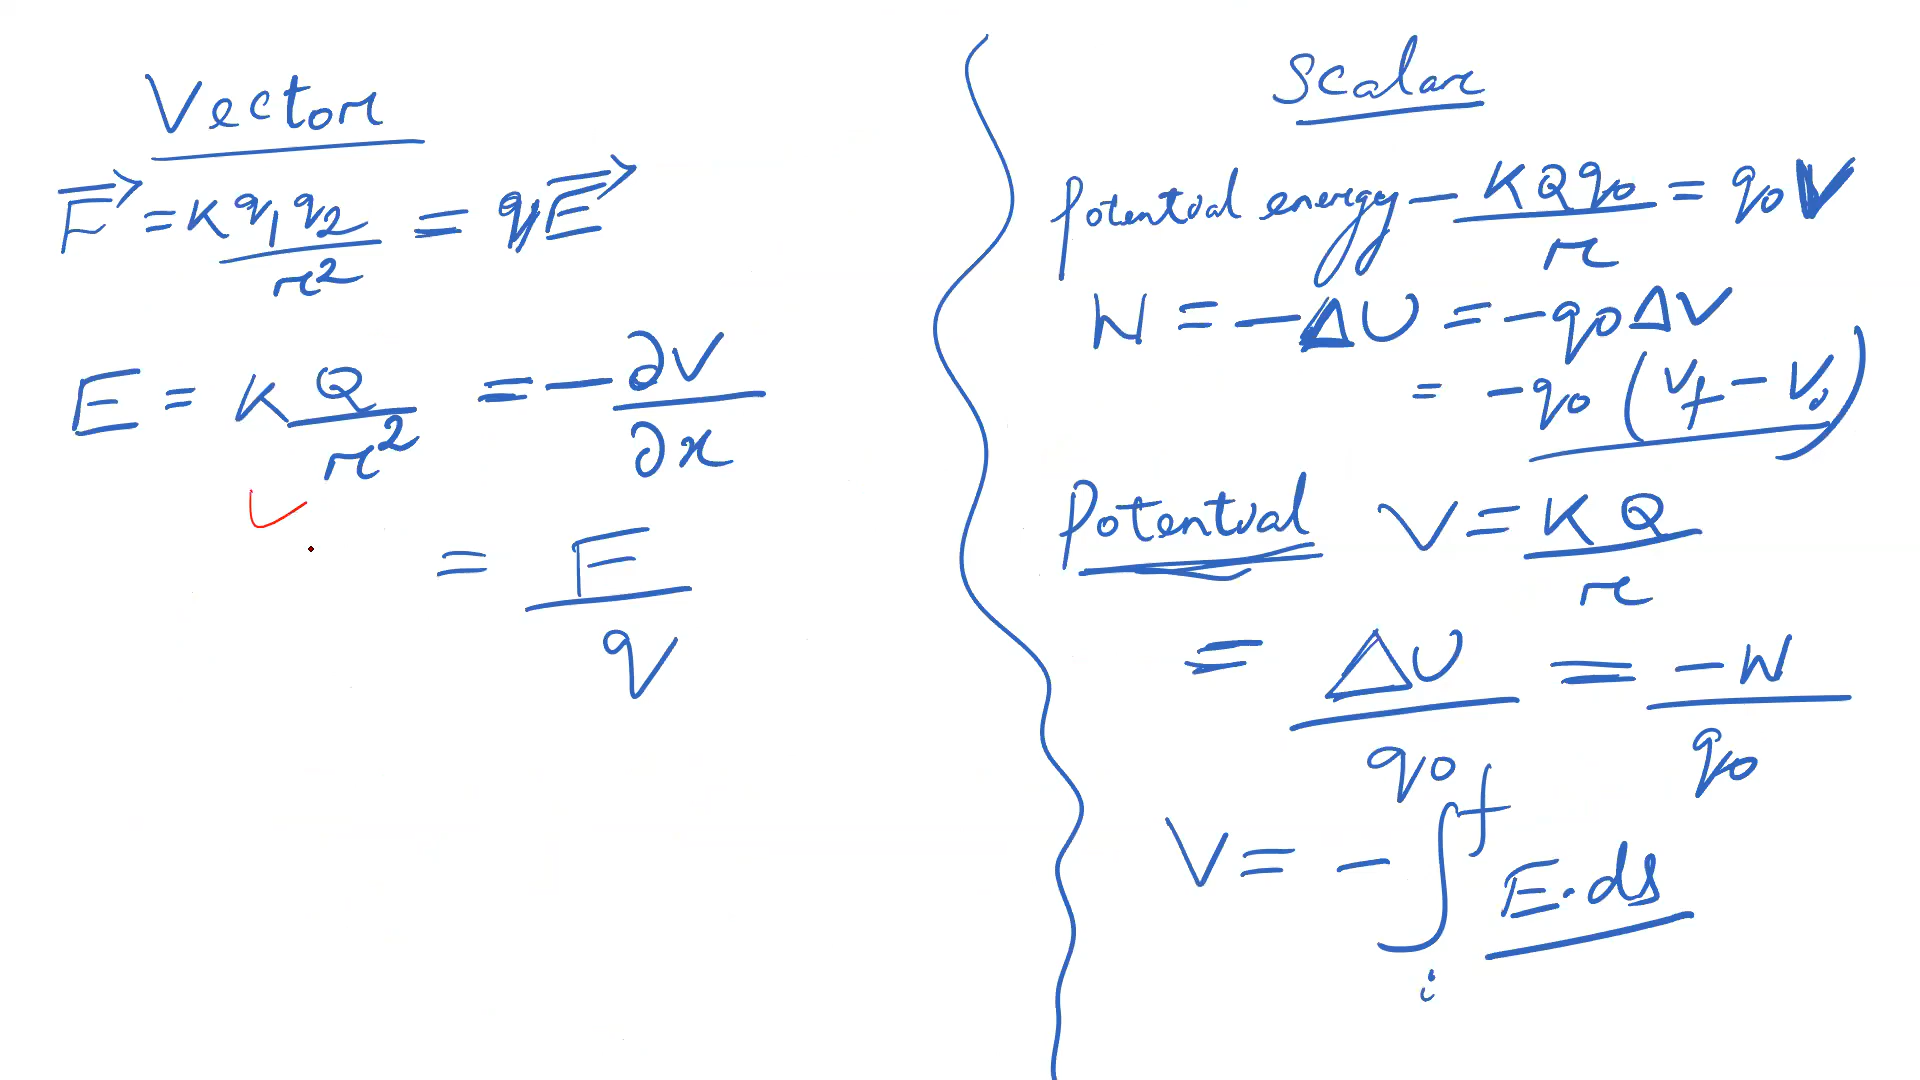 Vector
F⃗ = K q₁q₂/r² = qE⃗
E = K Q/r² = -∂V/∂x
= F/q
Scalar
Potential energy - KQq₀/r = q₀V
W = -ΔU = -q₀ΔV
= -q₀(Vf - Vi)
Potential V = KQ/r
= ΔU/q₀ = -W/q₀
V = -∫ᵢᶠ E.ds